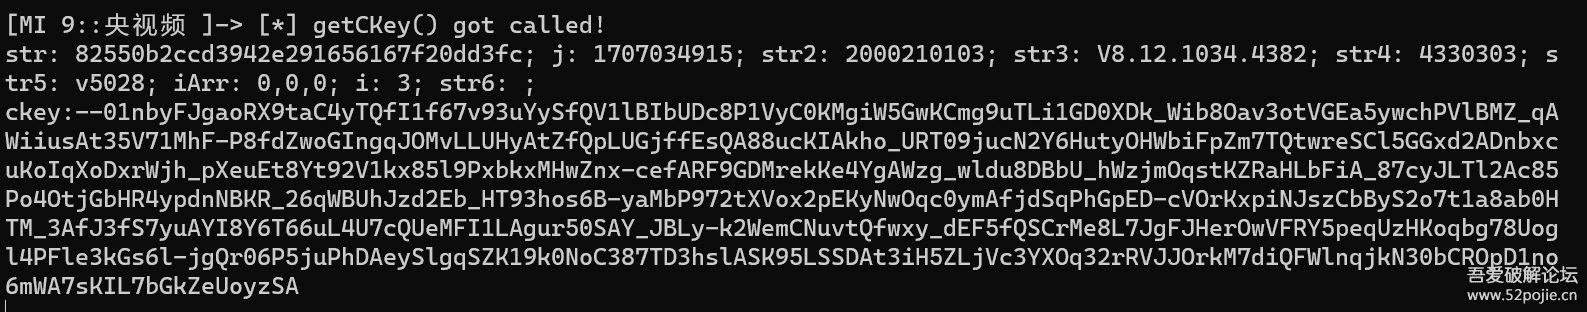 [MI 9::央视频 ]-> [*] getCKey() got called!
str: 82550b2ccd3942e291656167f20dd3fc; j: 1707034915; str2: 2000210103; str3: V8.12.1034.4382; str4: 4330303; s
tr5: v5028; iArr: 0,0,0; i: 3; str6: ;
ckey:--01nbyFJgaoRX9taC4yTQfI1f67v93uYySfQV1lBIbUDc8P1VyC0KMgiW5GwKCmg9uTLi1GD0XDk_Wib8Oav3otVGEa5ywchPVlBMZ_qA
WiiusAt35V71MhF-P8fdZwoGIngqJOMvLLUHyAtZfQpLUGjffEsQA88ucKIAkho_URT09jucN2Y6HutyOHWbiFpZm7TQtwreSCl5GGxd2ADnbxc
uKoIqXoDxrWjh_pXeuEt8Yt92V1kx85l9PxbkxMHwZnx-cefARF9GDMrekKe4YgAWzg_wldu8DBbU_hWzjmOqstKZRaHLbFiA_87cyJLTl2Ac85
Po4OtjGbHR4ypdnNBKR_26qWBUhJzd2Eb_HT93hos6B-yaMbP972tXVox2pEKyNwOqc0ymAfjdSqPhGpED-cVOrKxpiNJszCbByS2o7t1a8ab0H
TM_3AfJ3fS7yuAYI8Y6T66uL4U7cQUeMFI1LAgur50SAY_JBLy-k2WemCNuvtQfwxy_dEF5fQSCrMe8L7JgFJHerOwVFRY5peqUzHKoqbg78Uog
l4PFle3kGs6l-jgQr06P5juPhDAeySlgqSZK19k0NoC387TD3hslASK95LSSDAt3iH5ZLjVc3YXOq32rRVJJOrkM7diQFWlnqjkN30bCROpD1no
6mWA7sKIL7bGkZeUoyzSA
吾爱破解论坛
www.52pojie.cn